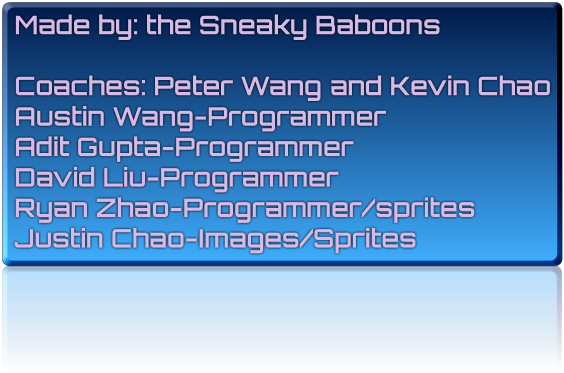 Made by: the Sneaky Baboons
Coaches: Peter Wang and Kevin Chao
Austin Wang-Programmer
Adit Gupta-Programmer
David Liu-Programmer
Ryan Zhao-Programmer/sprites
Justin Chao-Images/Sprites